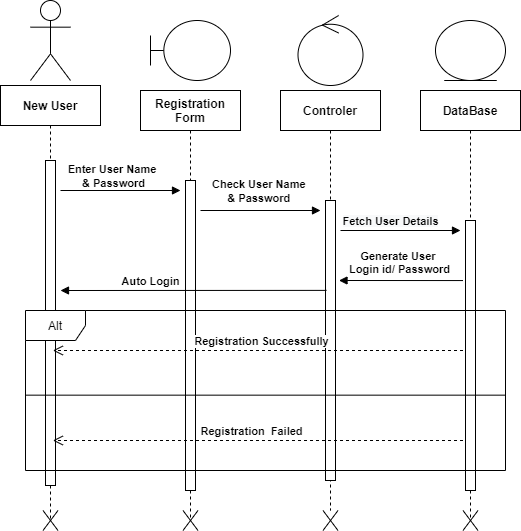 New User
Registration
Form
Controler
DataBase
Enter User Name
& Password
Check User Name
& Password
Fetch User Details
Generate User
Login id/ Password
Auto Login
Alt
Registration Successfully
Registration Failed